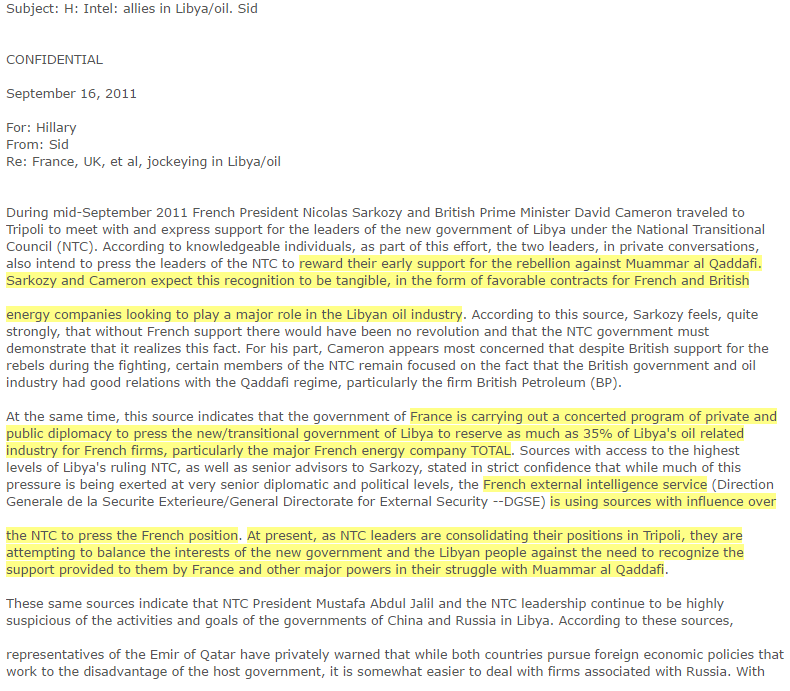 Subject: H: Intel: allies in Libya/oil. Sid
CONFIDENTIAL
September 16, 2011
For: Hillary
From: Sid
Re: France, UK, et al, jockeying in Libya/oil
During mid-September 2011 French President Nicolas Sarkozy and British Prime Minister David Cameron traveled to
Tripoli to meet with and express support for the leaders of the new government of Libya under the National Transitional
Council (NTC). According to knowledgeable individuals, as part of this effort, the two leaders, in private conversations,
also intend to press the leaders of the NTC to reward their early support for the rebellion against Muammar al Qaddafi.
Sarkozy and Cameron expect this recognition to be tangible, in the form of favorable contracts for French and British
energy companies looking to play a major role in the Libyan oil industry. According to this source, Sarkozy feels, quite
strongly, that without French support there would have been no revolution and that the NTC government must
demonstrate that it realizes this fact. For his part, Cameron appears most concerned that despite British support for the
rebels during the fighting, certain members of the NTC remain focused on the fact that the British government and oil
industry had good relations with the Qaddafi regime, particularly the firm British Petroleum (BP).
At the same time, this source indicates that the government of France is carrying out a concerted program of private and
public diplomacy to press the new/transitional government of Libya to reserve as much as 35% of Libya's oil related
industry for French firms, particularly the major French energy company TOTAL. Sources with access to the highest
levels of Libya's ruling NTC, as well as senior advisors to Sarkozy, stated in strict confidence that while much of this
pressure is being exerted at very senior diplomatic and political levels, the French external intelligence service (Direction
Generale de la Securite Exterieure/General Directorate for External Security --DGSE) is using sources with influence over
the NTC to press the French position. At present, as NTC leaders are consolidating their positions in Tripoli, they are
attempting to balance the interests of the new government and the Libyan people against the need to recognize the
support provided to them by France and other major powers in their struggle with Muammar al Qaddafi.
These same sources indicate that NTC President Mustafa Abdul Jalil and the NTC leadership continue to be highly
suspicious of the activities and goals of the governments of China and Russia in Libya. According to these sources,
representatives of the Emir of Qatar have privately warned that while both countries pursue foreign economic policies that
work to the disadvantage of the host government, it is somewhat easier to deal with firms associated with Russia. With